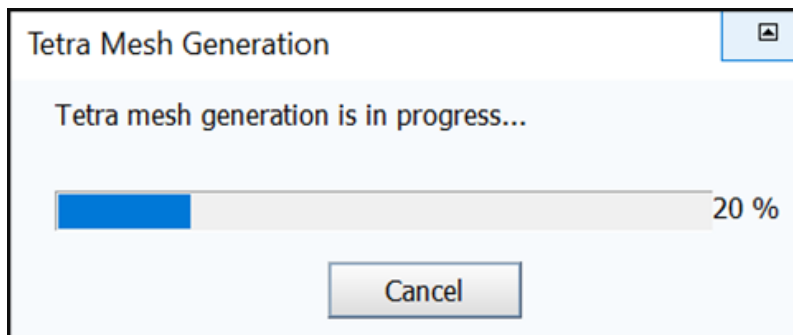 Tetra Mesh Generation
Tetra mesh generation is in progress...
20 %
Cancel